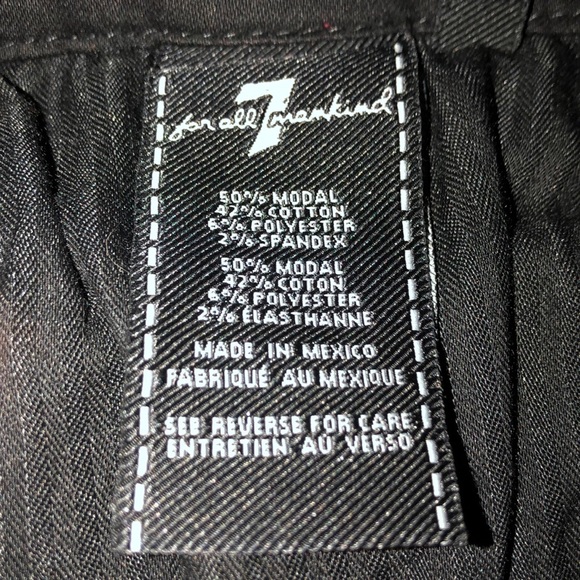 7
for all mankind
50% MODAL
42% COTTON
6% POLYESTER
2% SPANDEX
50% MODAL
42% COTON
6% POLYESTER
2% ÉLASTHANNE
MADE IN MEXICO
FABRIQUÉ AU MEXIQUE
SEE REVERSE FOR CARE
ENTRETIEN AU VERSO